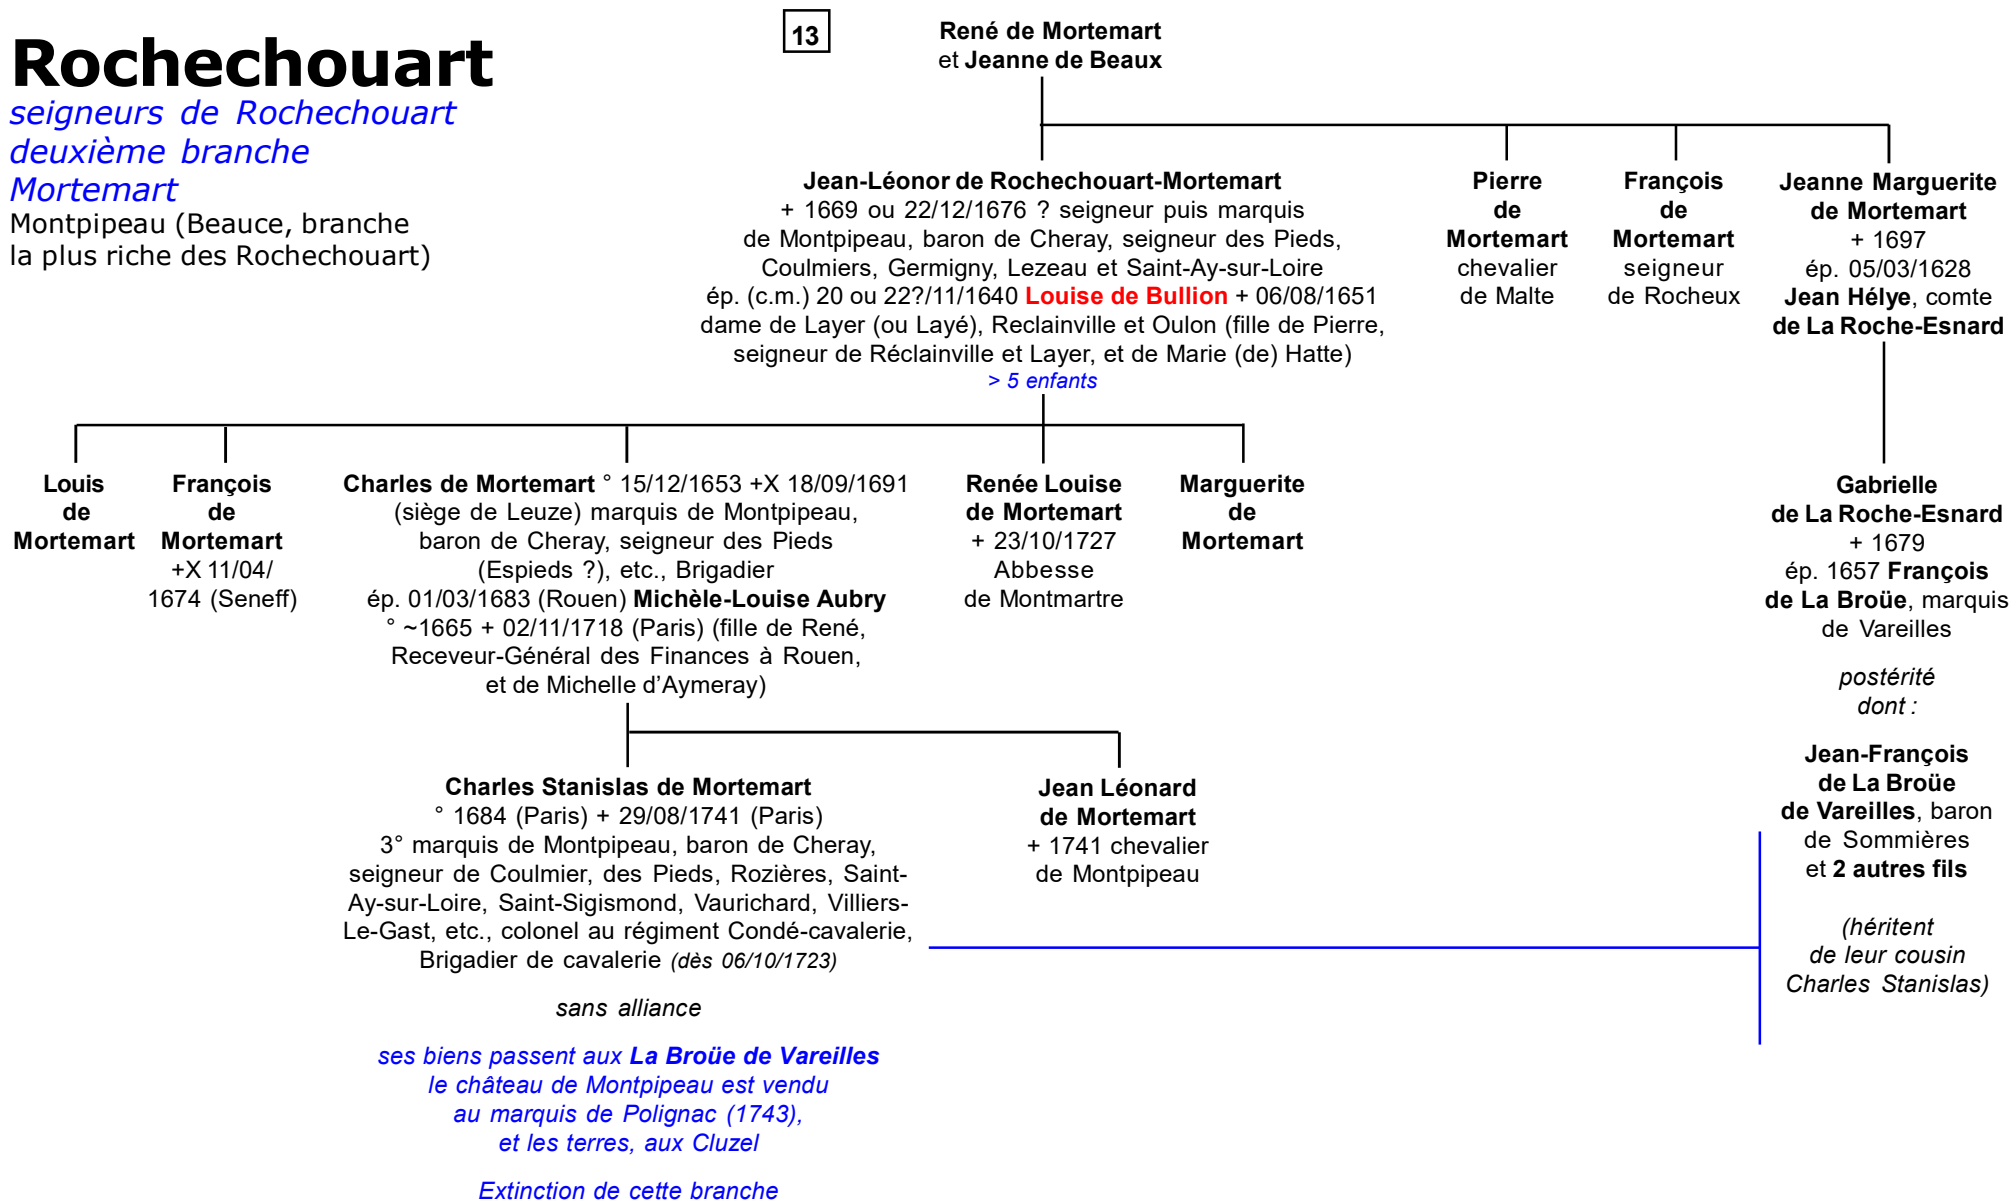 Rochechouart
seigneurs de Rochechouart
deuxième branche
Mortemart
Montpipeau (Beauce, branche
la plus riche des Rochechouart)
13
René de Mortemart
et Jeanne de Beaux
Jean-Léonor de Rochechouart-Mortemart
+ 1669 ou 22/12/1676 ? seigneur puis marquis
de Montpipeau, baron de Cheray, seigneur des Pieds,
Coulmiers, Germigny, Lezeau et Saint-Ay-sur-Loire
ép. (c.m.) 20 ou 22?/11/1640 Louise de Bullion + 06/08/1651
dame de Layer (ou Layé), Reclainville et Oulon (fille de Pierre,
seigneur de Réclainville et Layer, et de Marie (de) Hatte)
> 5 enfants
Pierre
de
Mortemart
chevalier
de Malte
François
de
Mortemart
seigneur
de Rocheux
Jeanne Marguerite
de Mortemart
+ 1697
ép. 05/03/1628
Jean Hélye, comte
de La Roche-Esnard
Louis
de
Mortemart
François
de
Mortemart
+X 11/04/
1674 (Seneff)
Charles de Mortemart ° 15/12/1653 +X 18/09/1691
(siège de Leuze) marquis de Montpipeau,
baron de Cheray, seigneur des Pieds
(Espieds ?), etc., Brigadier
ép. 01/03/1683 (Rouen) Michèle-Louise Aubry
° ~1665 + 02/11/1718 (Paris) (fille de René,
Receveur-Général des Finances à Rouen,
et de Michelle d’Aymeray)
Renée Louise
de Mortemart
+ 23/10/1727
Abbesse
de Montmartre
Marguerite
de
Mortemart
Gabrielle
de La Roche-Esnard
+ 1679
ép. 1657 François
de La Broüe, marquis
de Vareilles
postérité
dont :
Jean-François
de La Broüe
de Vareilles, baron
de Sommières
et 2 autres fils
(héritent
de leur cousin
Charles Stanislas)
Charles Stanislas de Mortemart
° 1684 (Paris) + 29/08/1741 (Paris)
3° marquis de Montpipeau, baron de Cheray,
seigneur de Coulmier, des Pieds, Rozières, Saint-
Ay-sur-Loire, Saint-Sigismond, Vaurichard, Villiers-
Le-Gast, etc., colonel au régiment Condé-cavalerie,
Brigadier de cavalerie (dès 06/10/1723)
sans alliance
ses biens passent aux La Broüe de Vareilles
le château de Montpipeau est vendu
au marquis de Polignac (1743),
et les terres, aux Cluzel
Extinction de cette branche
Jean Léonard
de Mortemart
+ 1741 chevalier
de Montpipeau